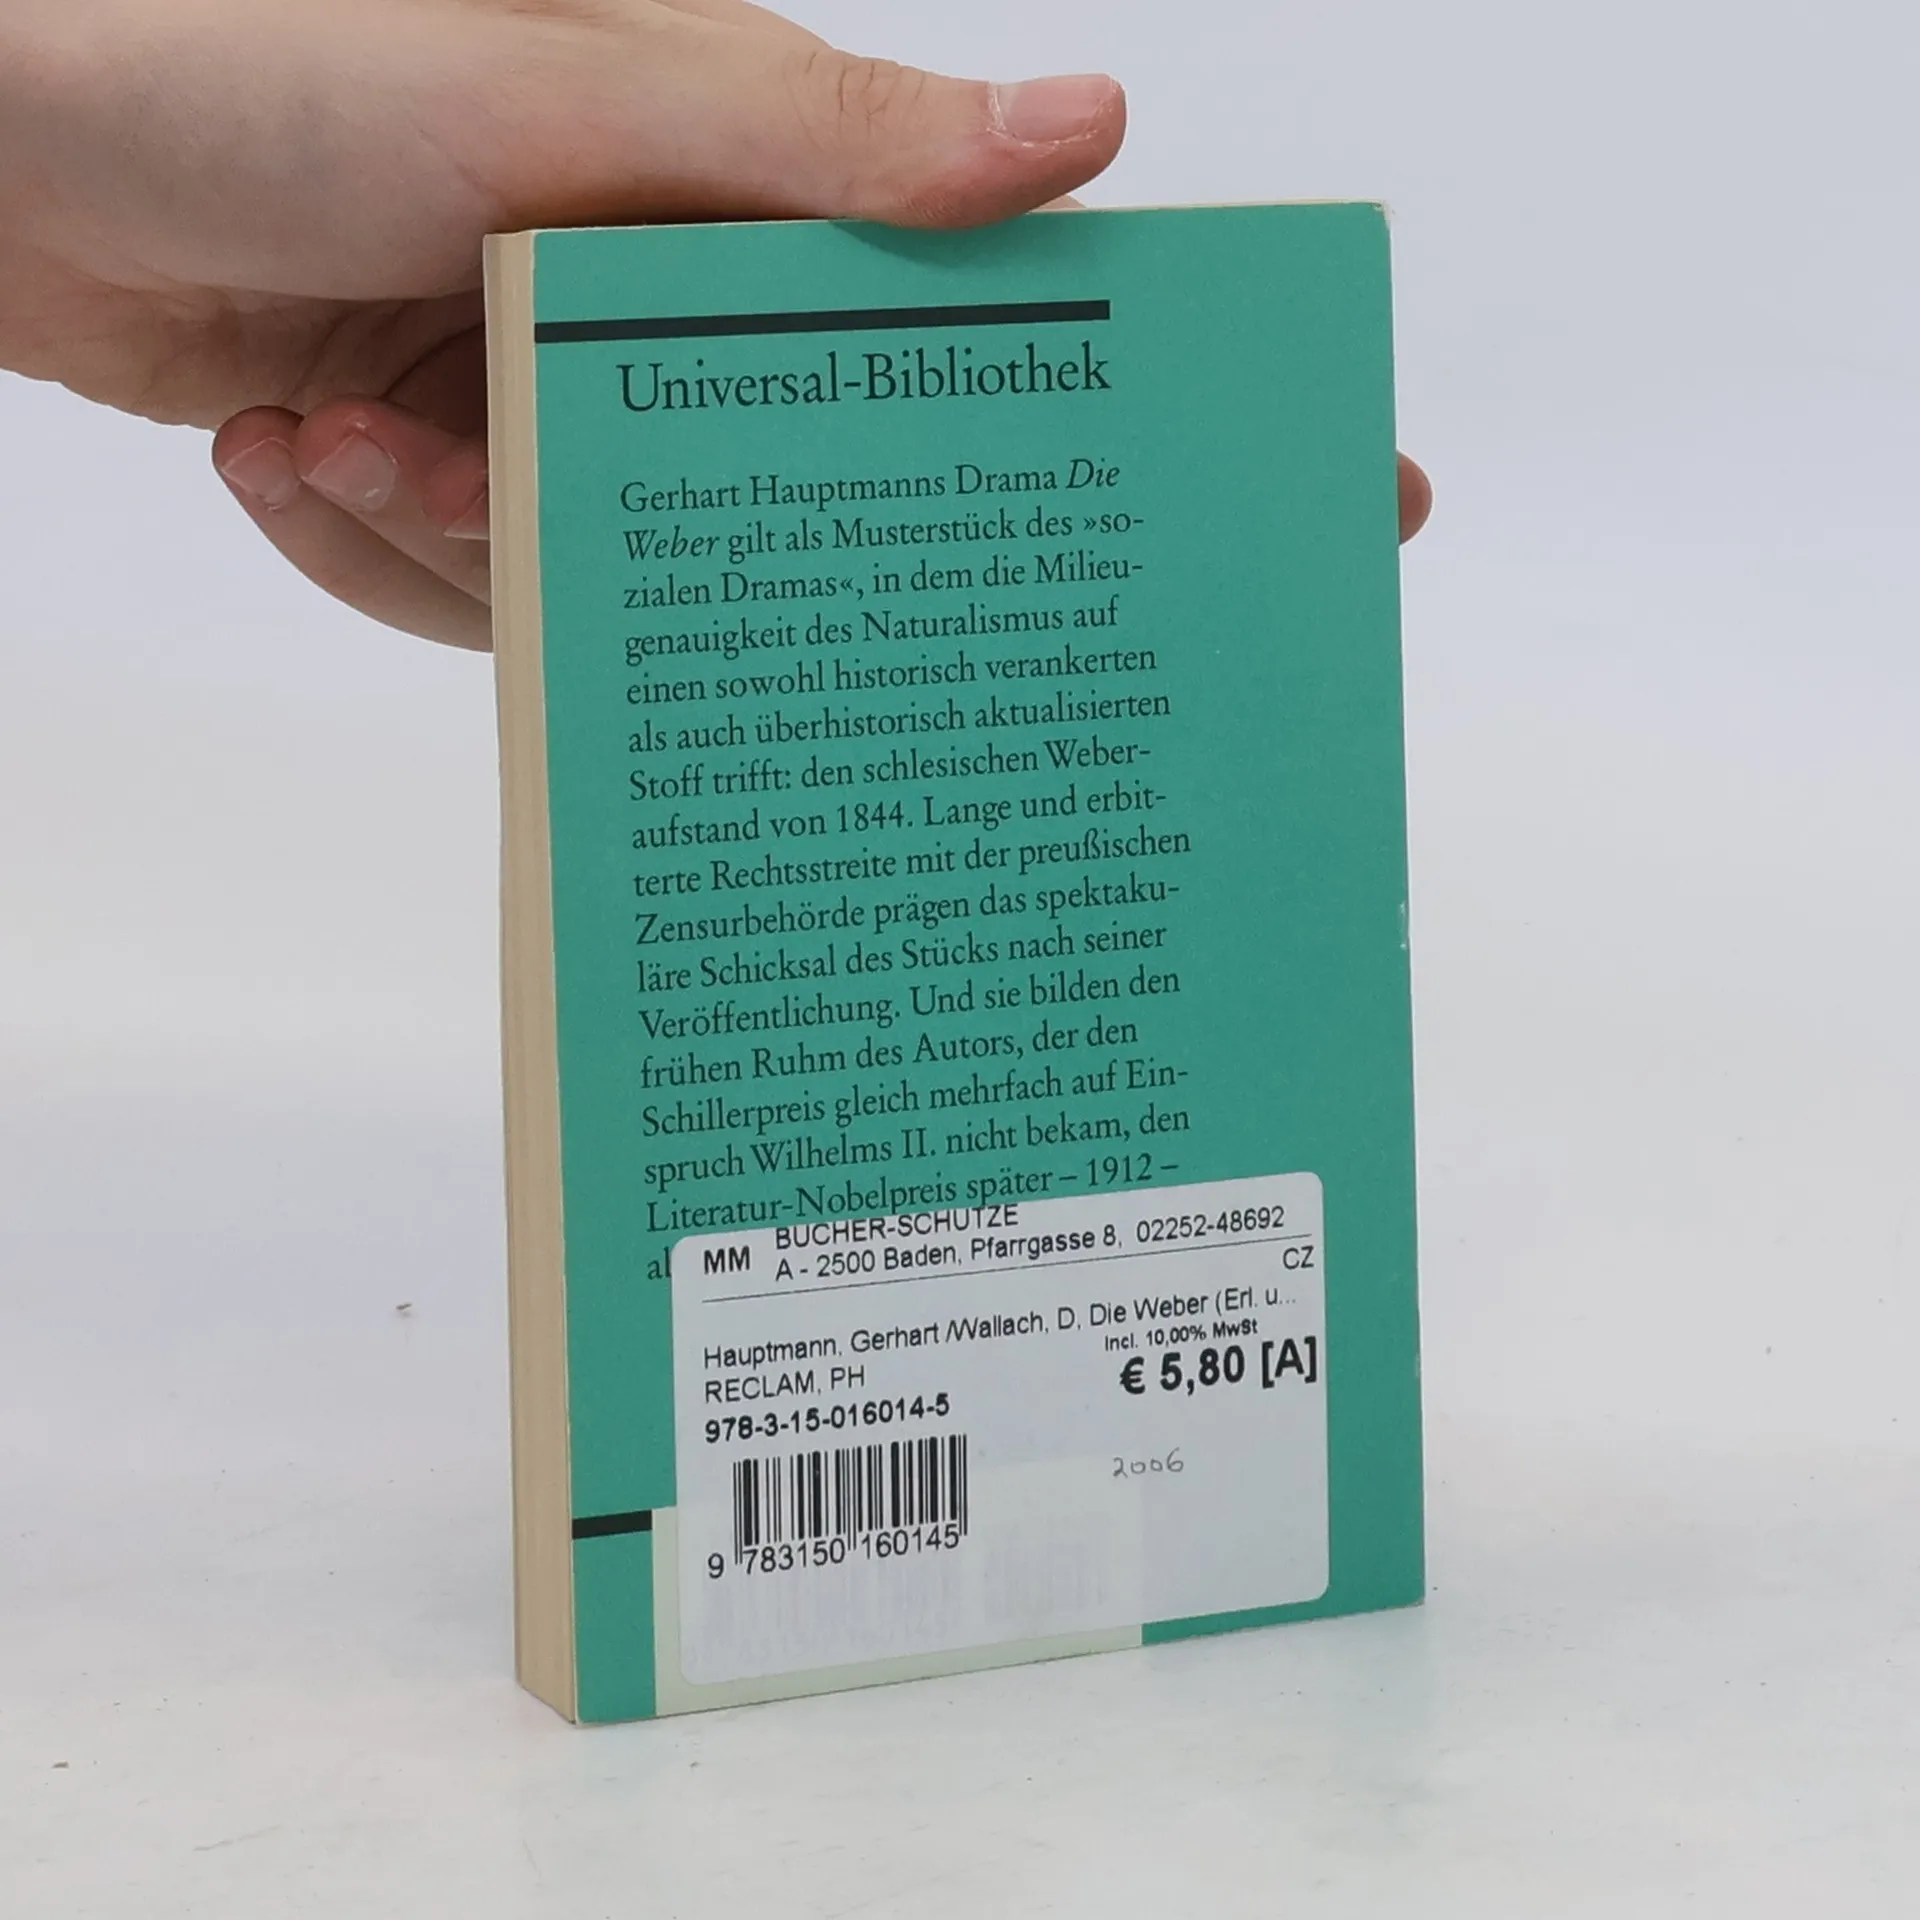 Universal-Bibliothek
Gerhart Hauptmanns Drama Die
Weber gilt als Musterstück des »so-
zialen Dramas«, in dem die Milieu-
genauigkeit des Naturalismus auf
einen sowohl historisch verankerten
als auch überhistorisch aktualisierten
Stoff trifft: den schlesischen Weber-
aufstand von 1844. Lange und erbit-
terte Rechtsstreite mit der preußischen
Zensurbehörde prägen das spektaku-
läre Schicksal des Stücks nach seiner
Veröffentlichung. Und sie bilden den
frühen Ruhm des Autors, der den
Schillerpreis gleich mehrfach auf Ein-
spruch Wilhelms II. nicht bekam, den
Literatur-Nobelpreis später – 1912 –
al
MM BÜCHER-SCHÜTZE
A - 2500 Baden, Pfarrgasse 8, 02252-48692
CZ
Hauptmann, Gerhart /Wallach, D, Die Weber (Erl. u...
Incl. 10,00% MwSt
RECLAM, PH
€ 5,80 [A]
978-3-15-016014-5
2006
9 783150 160145